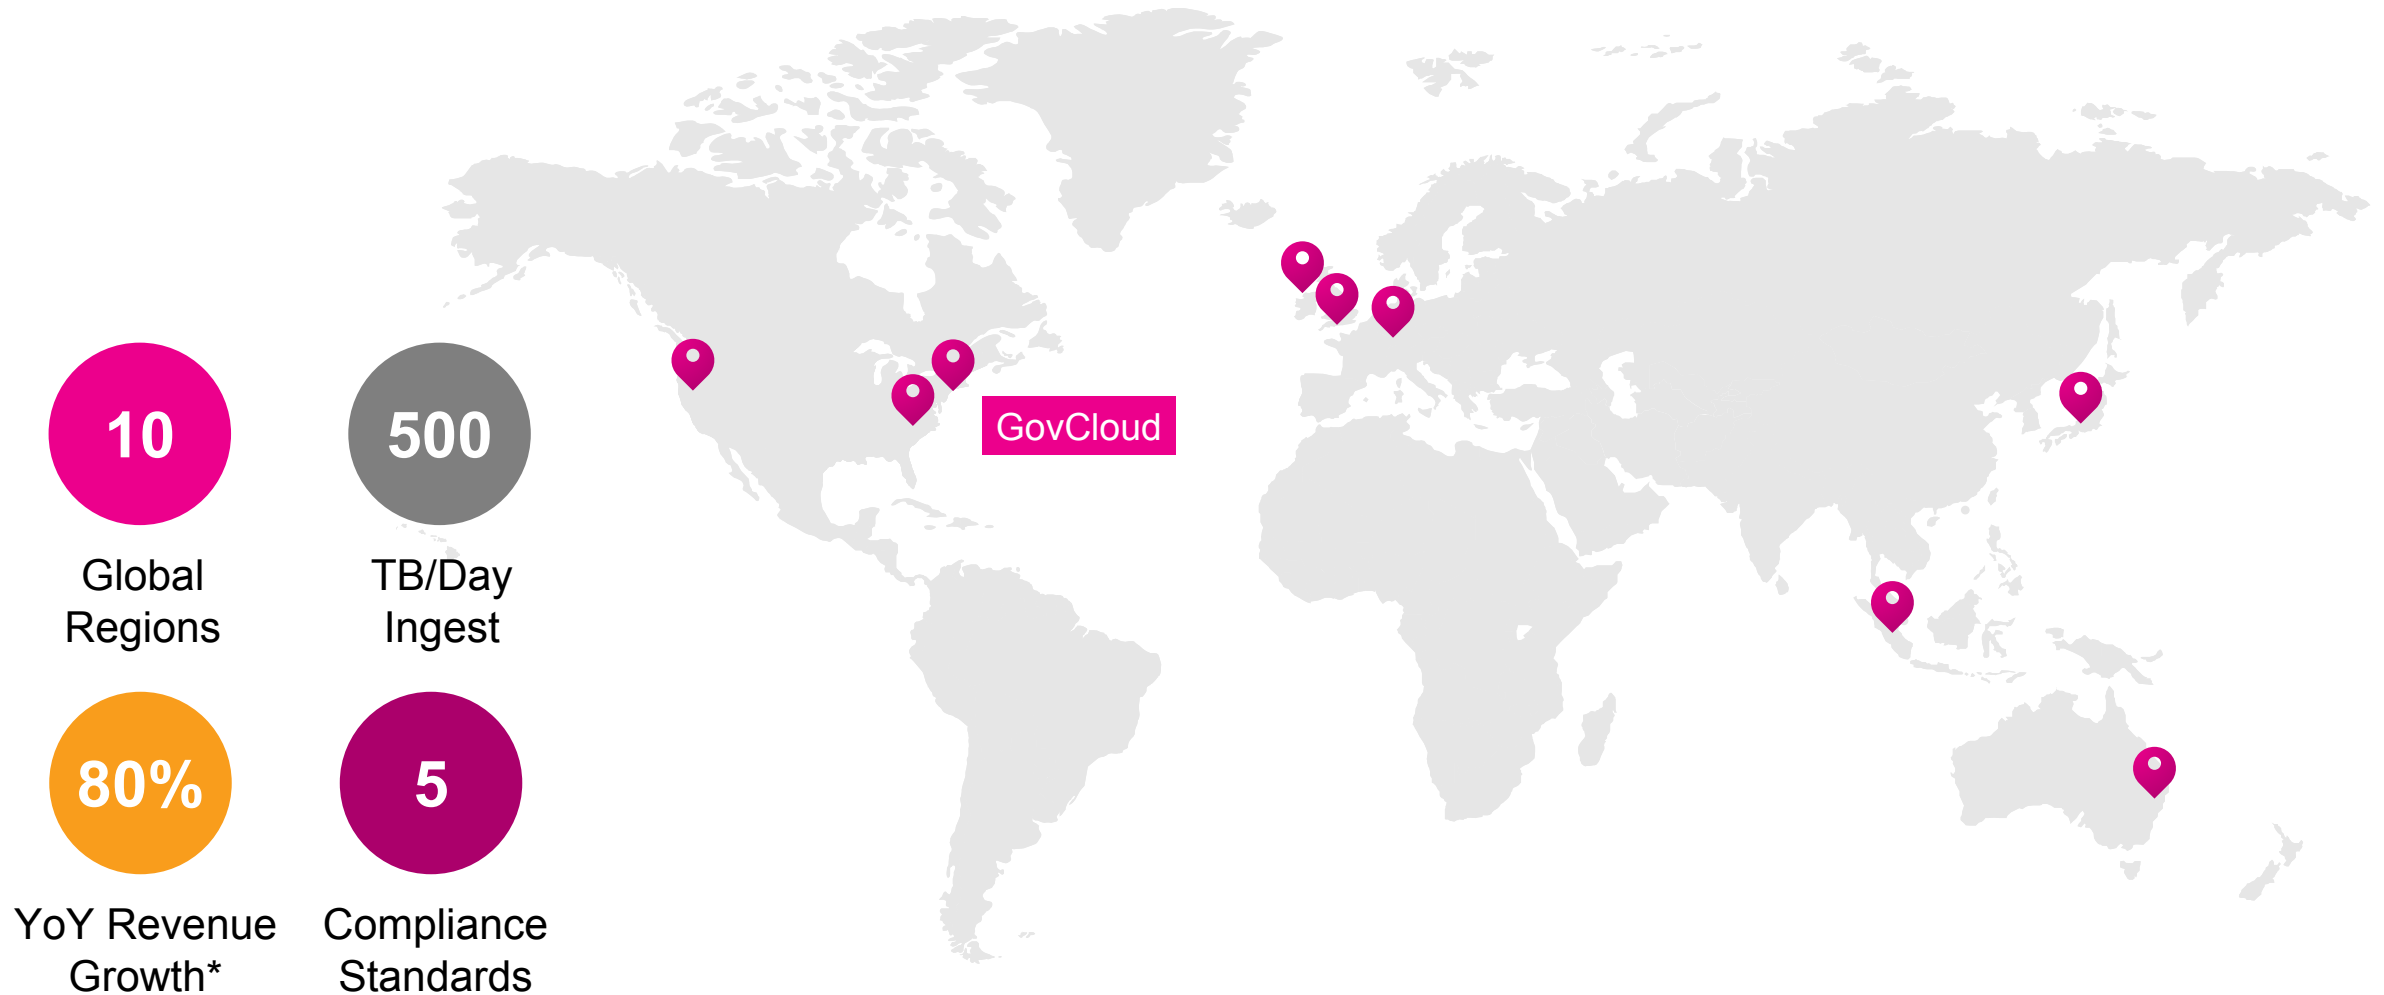 10
Global
Regions
500
TB/Day
Ingest
80%
YoY Revenue
Growth*
5
Compliance
Standards
GovCloud